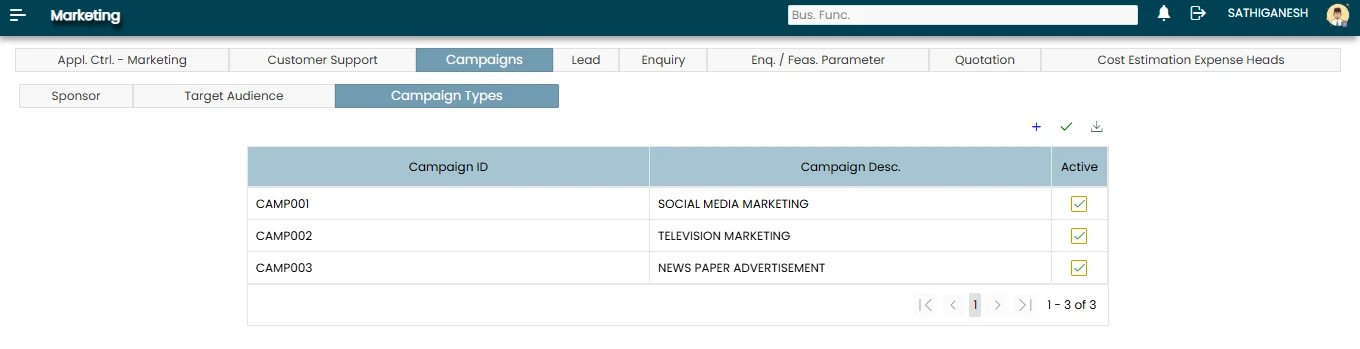 Marketing Bus. Func. SATHIGANESH
Appl. Ctrl. - Marketing Customer Support Campaigns Lead Enquiry Enq. / Feas. Parameter Quotation Cost Estimation Expense Heads
Sponsor Target Audience Campaign Types
Campaign ID Campaign Desc. Active
CAMP001 SOCIAL MEDIA MARKETING
CAMP002 TELEVISION MARKETING
CAMP003 NEWS PAPER ADVERTISEMENT
1 1 - 3 of 3